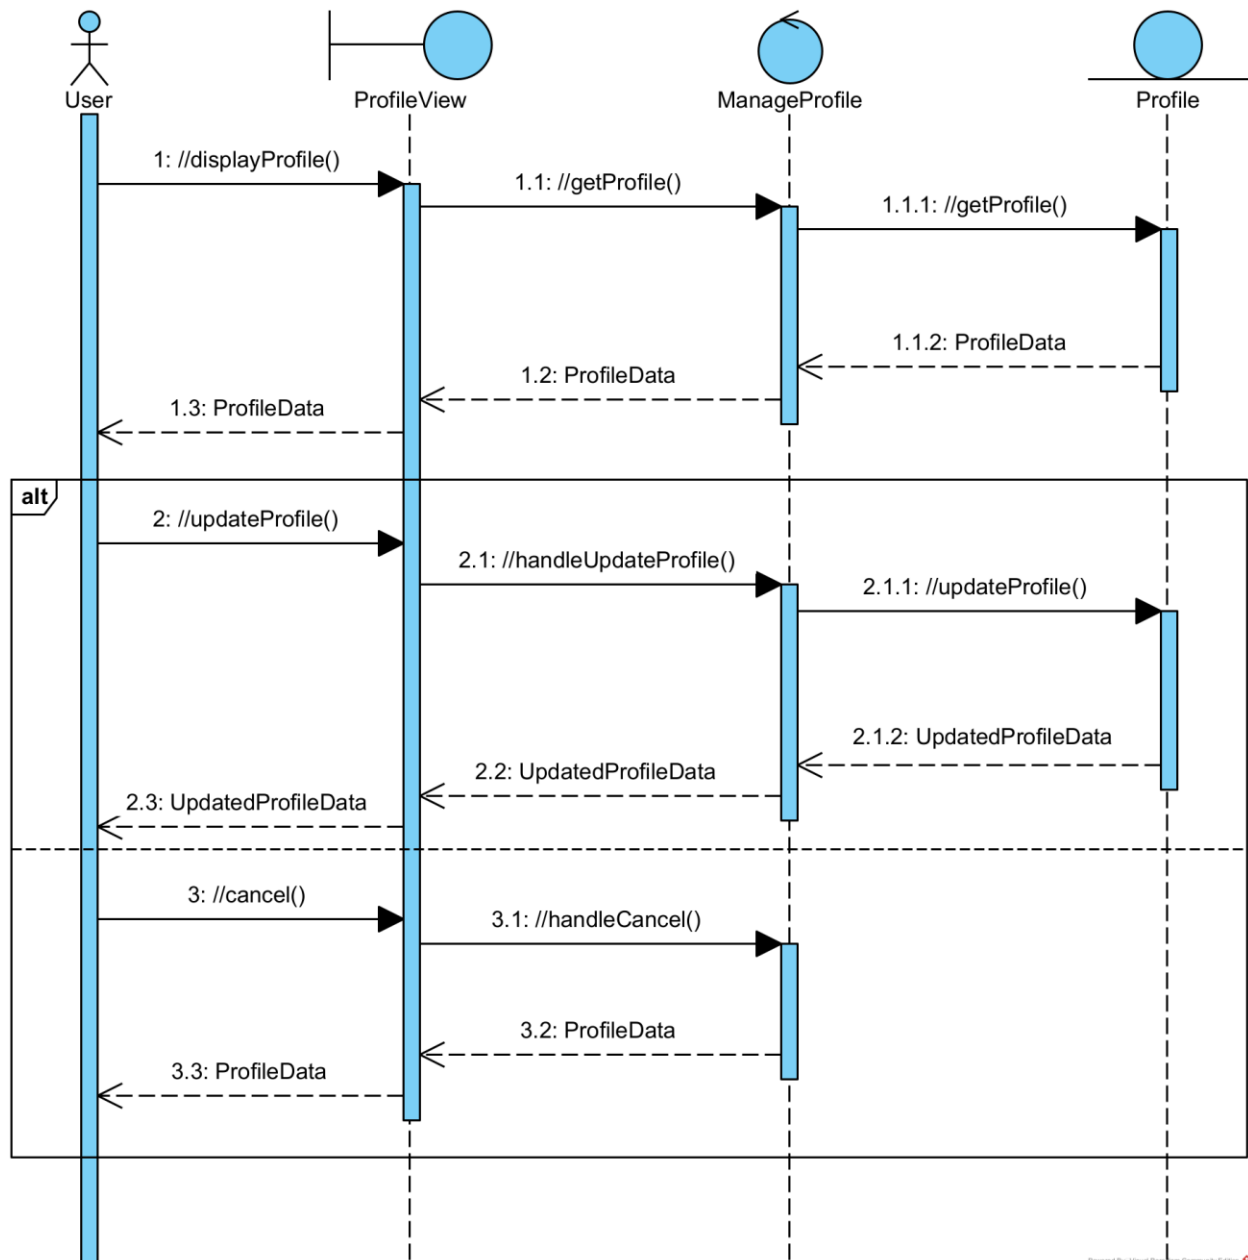 User
ProfileView
ManageProfile
Profile
1: //displayProfile()
1.1: //getProfile()
1.1.1: //getProfile()
1.1.2: ProfileData
1.2: ProfileData
1.3: ProfileData
alt
2: //updateProfile()
2.1: //handleUpdateProfile()
2.1.1: //updateProfile()
2.1.2: UpdatedProfileData
2.2: UpdatedProfileData
2.3: UpdatedProfileData
3: //cancel()
3.1: //handleCancel()
3.2: ProfileData
3.3: ProfileData